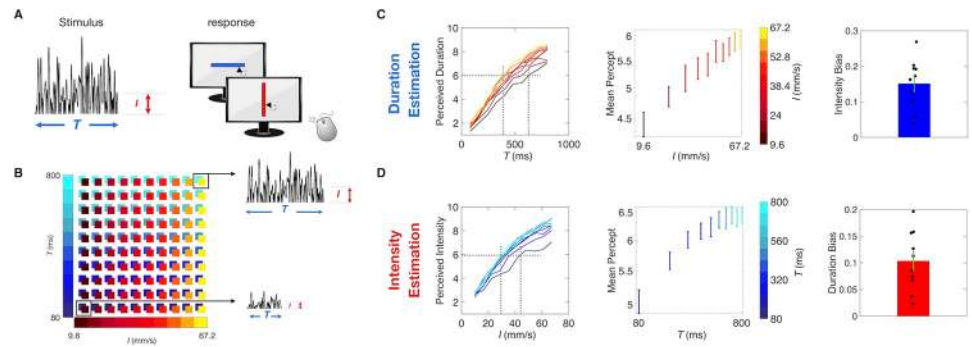 A
Stimulus
response
I
T
B
800
T (ms)
80
9.6
I (mm/s)
67.2
I
T
I
T
C
Duration
Estimation
Perceived Duration
10
8
6
4
2
0
500
1000
T (ms)
Mean Percept
6
5.5
5
4.5
9.6
67.2
I (mm/s)
67.2
52.8
38.4
24
9.6
I (mm/s)
Intensity Bias
0.3
0.2
0.1
0
D
Intensity
Estimation
Perceived Intensity
10
8
6
4
2
0
20
40
60
80
I (mm/s)
Mean Percept
6.5
6
5.5
5
80
800
T (ms)
800
560
320
80
T (ms)
Duration Bias
0.2
0.15
0.1
0.05
0